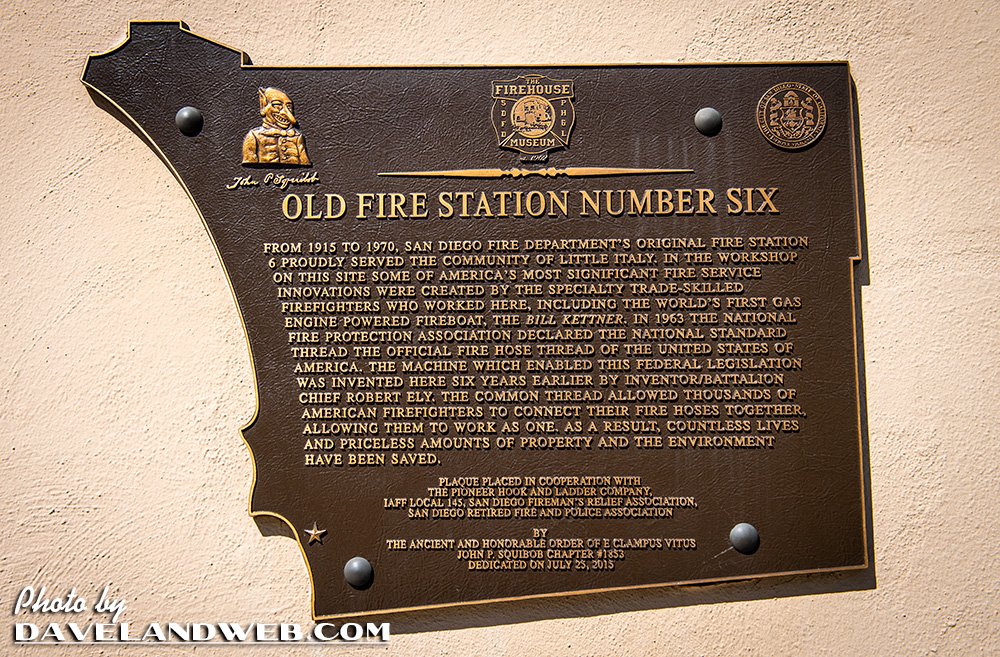 THE
FIREHOUSE
SDFD
PH&L
MUSEUM
est. 1962
John P Squibob
OLD FIRE STATION NUMBER SIX
FROM 1915 TO 1970, SAN DIEGO FIRE DEPARTMENT'S ORIGINAL FIRE STATION
6 PROUDLY SERVED THE COMMUNITY OF LITTLE ITALY. IN THE WORKSHOP
ON THIS SITE SOME OF AMERICA'S MOST SIGNIFICANT FIRE SERVICE
INNOVATIONS WERE CREATED BY THE SPECIALTY TRADE-SKILLED
FIREFIGHTERS WHO WORKED HERE, INCLUDING THE WORLD'S FIRST GAS
ENGINE POWERED FIREBOAT, THE BILL KETTNER. IN 1963 THE NATIONAL
FIRE PROTECTION ASSOCIATION DECLARED THE NATIONAL STANDARD
THREAD THE OFFICIAL FIRE HOSE THREAD OF THE UNITED STATES OF
AMERICA. THE MACHINE WHICH ENABLED THIS FEDERAL LEGISLATION
WAS INVENTED HERE SIX YEARS EARLIER BY INVENTOR/BATTALION
CHIEF ROBERT ELY. THE COMMON THREAD ALLOWED THOUSANDS OF
AMERICAN FIREFIGHTERS TO CONNECT THEIR FIRE HOSES TOGETHER,
ALLOWING THEM TO WORK AS ONE. AS A RESULT, COUNTLESS LIVES
AND PRICELESS AMOUNTS OF PROPERTY AND THE ENVIRONMENT
HAVE BEEN SAVED.
PLAQUE PLACED IN COOPERATION WITH
THE PIONEER HOOK AND LADDER COMPANY,
IAFF LOCAL 145, SAN DIEGO FIREMAN'S RELIEF ASSOCIATION,
SAN DIEGO RETIRED FIRE AND POLICE ASSOCIATION
BY
THE ANCIENT AND HONORABLE ORDER OF E CLAMPUS VITUS
JOHN P. SQUIBOB CHAPTER #1853
DEDICATED ON JULY 25, 2015
Photo by
DAVELANDWEB.COM